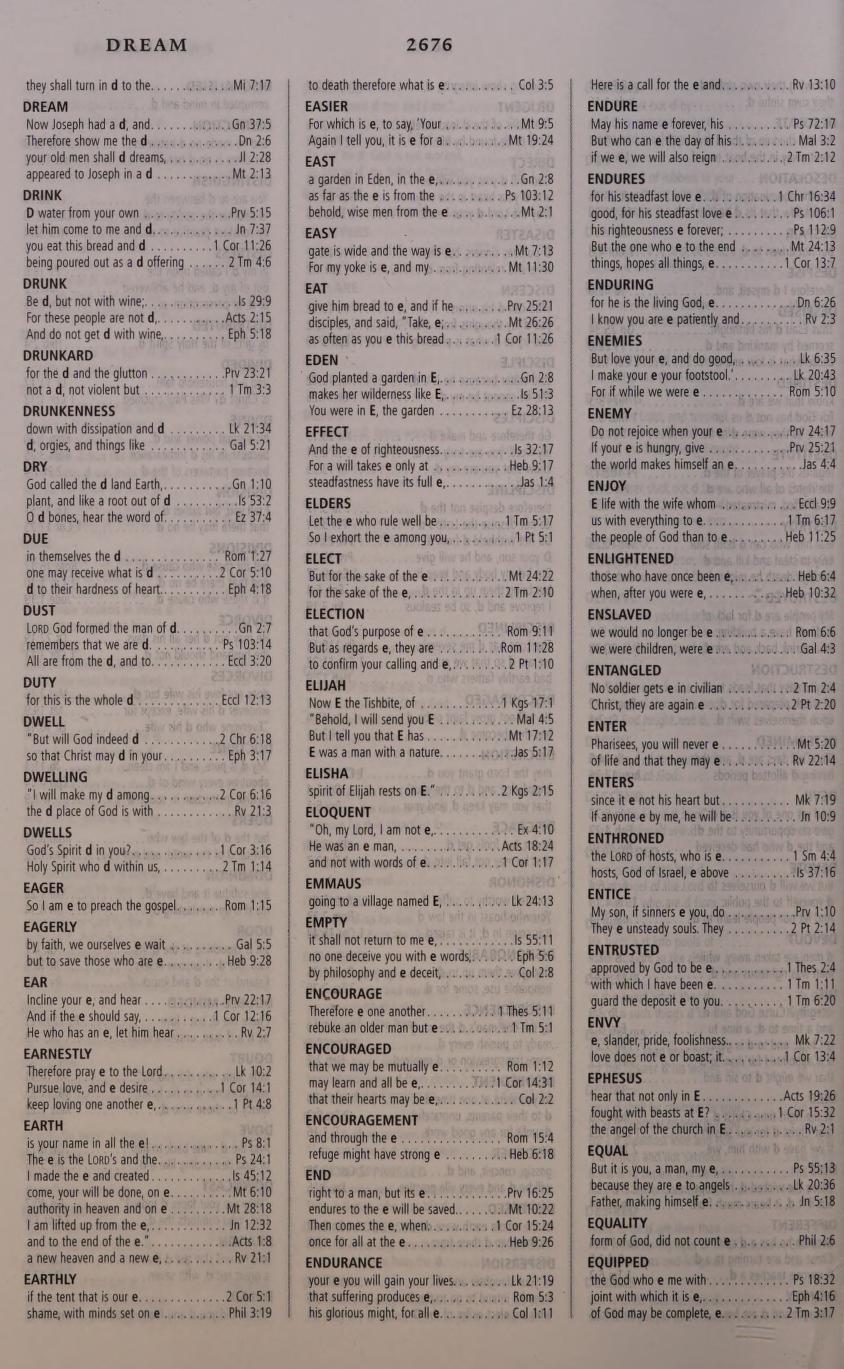 DREAM
2676
they shall turn in d to the. . . . . . . . . . . . Mi 7:17
DREAM
Now Joseph had a d, and. . . . . . . . . . . . Gn 37:5
Therefore show me the d . . . . . . . . . . . . Dn 2:6
your old men shall d dreams, . . . . . . . . . . . . Jl 2:28
appeared to Joseph in a d . . . . . . . . . . . . Mt 2:13
DRINK
D water from your own . . . . . . . . . . . . Prv 5:15
let him come to me and d. . . . . . . . . . . . Jn 7:37
you eat this bread and d . . . . . . . . . . 1 Cor 11:26
being poured out as a d offering . . . . . . . 2 Tm 4:6
DRUNK
Be d, but not with wine;. . . . . . . . . . . . Is 29:9
For these people are not d,. . . . . . . . . . . Acts 2:15
And do not get d with wine,. . . . . . . . . . Eph 5:18
DRUNKARD
for the d and the glutton . . . . . . . . . . . . Prv 23:21
not a d, not violent but . . . . . . . . . . . . . 1 Tm 3:3
DRUNKENNESS
down with dissipation and d . . . . . . . . . Lk 21:34
d, orgies, and things like . . . . . . . . . . . . Gal 5:21
DRY
God called the d land Earth,. . . . . . . . . . . Gn 1:10
plant, and like a root out of d . . . . . . . . . . Is 53:2
O d bones, hear the word of. . . . . . . . . . . Ez 37:4
DUE
in themselves the d . . . . . . . . . . . . . . . Rom 1:27
one may receive what is d . . . . . . . . . . 2 Cor 5:10
d to their hardness of heart.. . . . . . . . . . Eph 4:18
DUST
LORD God formed the man of d. . . . . . . . . . Gn 2:7
remembers that we are d. . . . . . . . . . . Ps 103:14
All are from the d, and to. . . . . . . . . . . . Eccl 3:20
DUTY
for this is the whole d . . . . . . . . . . . . . Eccl 12:13
DWELL
"But will God indeed d . . . . . . . . . . . . 2 Chr 6:18
so that Christ may d in your. . . . . . . . . . Eph 3:17
DWELLING
"I will make my d among. . . . . . . . . . . . 2 Cor 6:16
the d place of God is with . . . . . . . . . . . . Rv 21:3
DWELLS
God's Spirit d in you?. . . . . . . . . . . . . . 1 Cor 3:16
Holy Spirit who d within us, . . . . . . . . . 2 Tm 1:14
EAGER
So I am e to preach the gospel. . . . . . . . Rom 1:15
EAGERLY
by faith, we ourselves e wait . . . . . . . . . . Gal 5:5
but to save those who are e. . . . . . . . . . Heb 9:28
EAR
Incline your e, and hear . . . . . . . . . . . . Prv 22:17
And if the e should say, . . . . . . . . . . . 1 Cor 12:16
He who has an e, let him hear . . . . . . . . . . Rv 2:7
EARNESTLY
Therefore pray e to the Lord. . . . . . . . . . . Lk 10:2
Pursue love, and e desire . . . . . . . . . . . 1 Cor 14:1
keep loving one another e, . . . . . . . . . . . . 1 Pt 4:8
EARTH
is your name in all the e! . . . . . . . . . . . . . . Ps 8:1
The e is the LORD's and the. . . . . . . . . . . . Ps 24:1
I made the e and created . . . . . . . . . . . . Is 45:12
come, your will be done, on e . . . . . . . . . Mt 6:10
authority in heaven and on e . . . . . . . . . Mt 28:18
I am lifted up from the e, . . . . . . . . . . . . Jn 12:32
and to the end of the e." . . . . . . . . . . . . . Acts 1:8
a new heaven and a new e, . . . . . . . . . . . Rv 21:1
EARTHLY
if the tent that is our e. . . . . . . . . . . . . . 2 Cor 5:1
shame, with minds set on e . . . . . . . . . . Phil 3:19
to death therefore what is e. . . . . . . . . . . . Col 3:5
EASIER
For which is e, to say, 'Your . . . . . . . . . . . . Mt 9:5
Again I tell you, it is e for a . . . . . . . . . . Mt 19:24
EAST
a garden in Eden, in the e, . . . . . . . . . . . . Gn 2:8
as far as the e is from the . . . . . . . . . . Ps 103:12
behold, wise men from the e . . . . . . . . . . . Mt 2:1
EASY
gate is wide and the way is e. . . . . . . . . . Mt 7:13
For my yoke is e, and my. . . . . . . . . . . . Mt 11:30
EAT
give him bread to e, and if he . . . . . . . . . Prv 25:21
disciples, and said, "Take, e; . . . . . . . . . . Mt 26:26
as often as you e this bread. . . . . . . . . 1 Cor 11:26
EDEN
God planted a garden in E, . . . . . . . . . . . . Gn 2:8
makes her wilderness like E, . . . . . . . . . . . Is 51:3
You were in E, the garden . . . . . . . . . . . Ez 28:13
EFFECT
And the e of righteousness. . . . . . . . . . . . Is 32:17
For a will takes e only at . . . . . . . . . . . . Heb 9:17
steadfastness have its full e, . . . . . . . . . . . . Jas 1:4
ELDERS
Let the e who rule well be . . . . . . . . . . . 1 Tm 5:17
So I exhort the e among you, . . . . . . . . . . 1 Pt 5:1
ELECT
But for the sake of the e . . . . . . . . . . . . Mt 24:22
for the sake of the e, . . . . . . . . . . . . . . 2 Tm 2:10
ELECTION
that God's purpose of e . . . . . . . . . . . . Rom 9:11
But as regards e, they are . . . . . . . . . . Rom 11:28
to confirm your calling and e, . . . . . . . . . 2 Pt 1:10
ELIJAH
Now E the Tishbite, of . . . . . . . . . . . . 1 Kgs 17:1
"Behold, I will send you E . . . . . . . . . . . . Mal 4:5
But I tell you that E has . . . . . . . . . . . . . Mt 17:12
E was a man with a nature. . . . . . . . . . . Jas 5:17
ELISHA
spirit of Elijah rests on E." . . . . . . . . . . 2 Kgs 2:15
ELOQUENT
"Oh, my Lord, I am not e, . . . . . . . . . . . . Ex 4:10
He was an e man, . . . . . . . . . . . . . . . Acts 18:24
and not with words of e. . . . . . . . . . . . 1 Cor 1:17
EMMAUS
going to a village named E, . . . . . . . . . . Lk 24:13
EMPTY
it shall not return to me e, . . . . . . . . . . . . Is 55:11
no one deceive you with e words, . . . . . . . Eph 5:6
by philosophy and e deceit, . . . . . . . . . . . . Col 2:8
ENCOURAGE
Therefore e one another. . . . . . . . . . . 1 Thes 5:11
rebuke an older man but e . . . . . . . . . . . . 1 Tm 5:1
ENCOURAGED
that we may be mutually e. . . . . . . . . . . Rom 1:12
may learn and all be e, . . . . . . . . . . . . 1 Cor 14:31
that their hearts may be e, . . . . . . . . . . . . Col 2:2
ENCOURAGEMENT
and through the e . . . . . . . . . . . . . . . . Rom 15:4
refuge might have strong e . . . . . . . . . . Heb 6:18
END
right to a man, but its e. . . . . . . . . . . . . Prv 16:25
endures to the e will be saved. . . . . . . . . Mt 10:22
Then comes the e, when. . . . . . . . . . . . 1 Cor 15:24
once for all at the e . . . . . . . . . . . . . . . Heb 9:26
ENDURANCE
your e you will gain your lives. . . . . . . . . . Lk 21:19
that suffering produces e, . . . . . . . . . . . . Rom 5:3
his glorious might, for all e. . . . . . . . . . . . Col 1:11
Here is a call for the e and. . . . . . . . . . . . Rv 13:10
ENDURE
May his name e forever, his . . . . . . . . . . Ps 72:17
But who can e the day of his . . . . . . . . . . . Mal 3:2
if we e, we will also reign . . . . . . . . . . . 2 Tm 2:12
ENDURES
for his steadfast love e. . . . . . . . . . . . 1 Chr 16:34
good, for his steadfast love e . . . . . . . . . Ps 106:1
his righteousness e forever; . . . . . . . . . . Ps 112:9
But the one who e to the end . . . . . . . . Mt 24:13
things, hopes all things, e. . . . . . . . . . . . 1 Cor 13:7
ENDURING
for he is the living God, e. . . . . . . . . . . . . Dn 6:26
I know you are e patiently and. . . . . . . . . . Rv 2:3
ENEMIES
But love your e, and do good, . . . . . . . . . . Lk 6:35
I make your e your footstool.' . . . . . . . . . Lk 20:43
For if while we were e . . . . . . . . . . . . . . Rom 5:10
ENEMY
Do not rejoice when your e . . . . . . . . . . Prv 24:17
If your e is hungry, give . . . . . . . . . . . . . Prv 25:21
the world makes himself an e. . . . . . . . . . . Jas 4:4
ENJOY
E life with the wife whom . . . . . . . . . . . . Eccl 9:9
us with everything to e. . . . . . . . . . . . . 1 Tm 6:17
the people of God than to e. . . . . . . . . Heb 11:25
ENLIGHTENED
those who have once been e, . . . . . . . . . . Heb 6:4
when, after you were e, . . . . . . . . . . . . Heb 10:32
ENSLAVED
we would no longer be e . . . . . . . . . . . . Rom 6:6
we were children, were e . . . . . . . . . . . . . Gal 4:3
ENTANGLED
No soldier gets e in civilian . . . . . . . . . . . 2 Tm 2:4
Christ, they are again e . . . . . . . . . . . . . 2 Pt 2:20
ENTER
Pharisees, you will never e . . . . . . . . . . . . Mt 5:20
of life and that they may e. . . . . . . . . . . . Rv 22:14
ENTERS
since it e not his heart but . . . . . . . . . . . Mk 7:19
If anyone e by me, he will be . . . . . . . . . . Jn 10:9
ENTHRONED
the LORD of hosts, who is e. . . . . . . . . . . 1 Sm 4:4
hosts, God of Israel, e above . . . . . . . . . . Is 37:16
ENTICE
My son, if sinners e you, do . . . . . . . . . . . Prv 1:10
They e unsteady souls. They . . . . . . . . . . 2 Pt 2:14
ENTRUSTED
approved by God to be e. . . . . . . . . . . . 1 Thes 2:4
with which I have been e. . . . . . . . . . . . 1 Tm 1:11
guard the deposit e to you. . . . . . . . . . . 1 Tm 6:20
ENVY
e, slander, pride, foolishness.. . . . . . . . . . Mk 7:22
love does not e or boast; it. . . . . . . . . . . 1 Cor 13:4
EPHESUS
hear that not only in E . . . . . . . . . . . . Acts 19:26
fought with beasts at E? . . . . . . . . . . . 1 Cor 15:32
the angel of the church in E . . . . . . . . . . . . Rv 2:1
EQUAL
But it is you, a man, my e, . . . . . . . . . . . Ps 55:13
because they are e to angels . . . . . . . . . . Lk 20:36
Father, making himself e. . . . . . . . . . . . . Jn 5:18
EQUALITY
form of God, did not count e . . . . . . . . . . Phil 2:6
EQUIPPED
the God who e me with . . . . . . . . . . . . . Ps 18:32
joint with which it is e, . . . . . . . . . . . . . . Eph 4:16
of God may be complete, e. . . . . . . . . . . 2 Tm 3:17